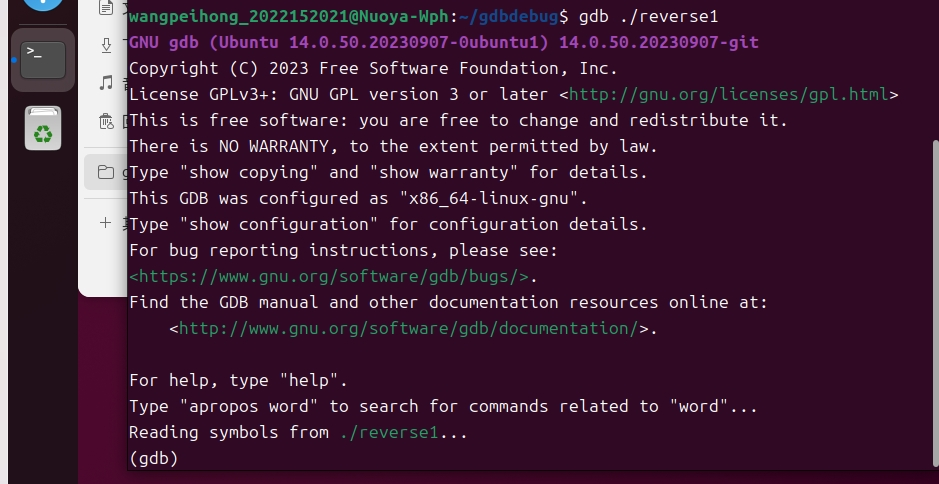 wangpeihong_2022152021@Nuoya-Wph:~/gdbdebug$ gdb ./reverse1
GNU gdb (Ubuntu 14.0.50.20230907-0ubuntu1) 14.0.50.20230907-git
Copyright (C) 2023 Free Software Foundation, Inc.
License GPLv3+: GNU GPL version 3 or later <http://gnu.org/licenses/gpl.html>
This is free software: you are free to change and redistribute it.
There is NO WARRANTY, to the extent permitted by law.
Type "show copying" and "show warranty" for details.
This GDB was configured as "x86_64-linux-gnu".
Type "show configuration" for configuration details.
For bug reporting instructions, please see:
<https://www.gnu.org/software/gdb/bugs/>.
Find the GDB manual and other documentation resources online at:
    <http://www.gnu.org/software/gdb/documentation/>.
For help, type "help".
Type "apropos word" to search for commands related to "word"...
Reading symbols from ./reverse1...
(gdb)